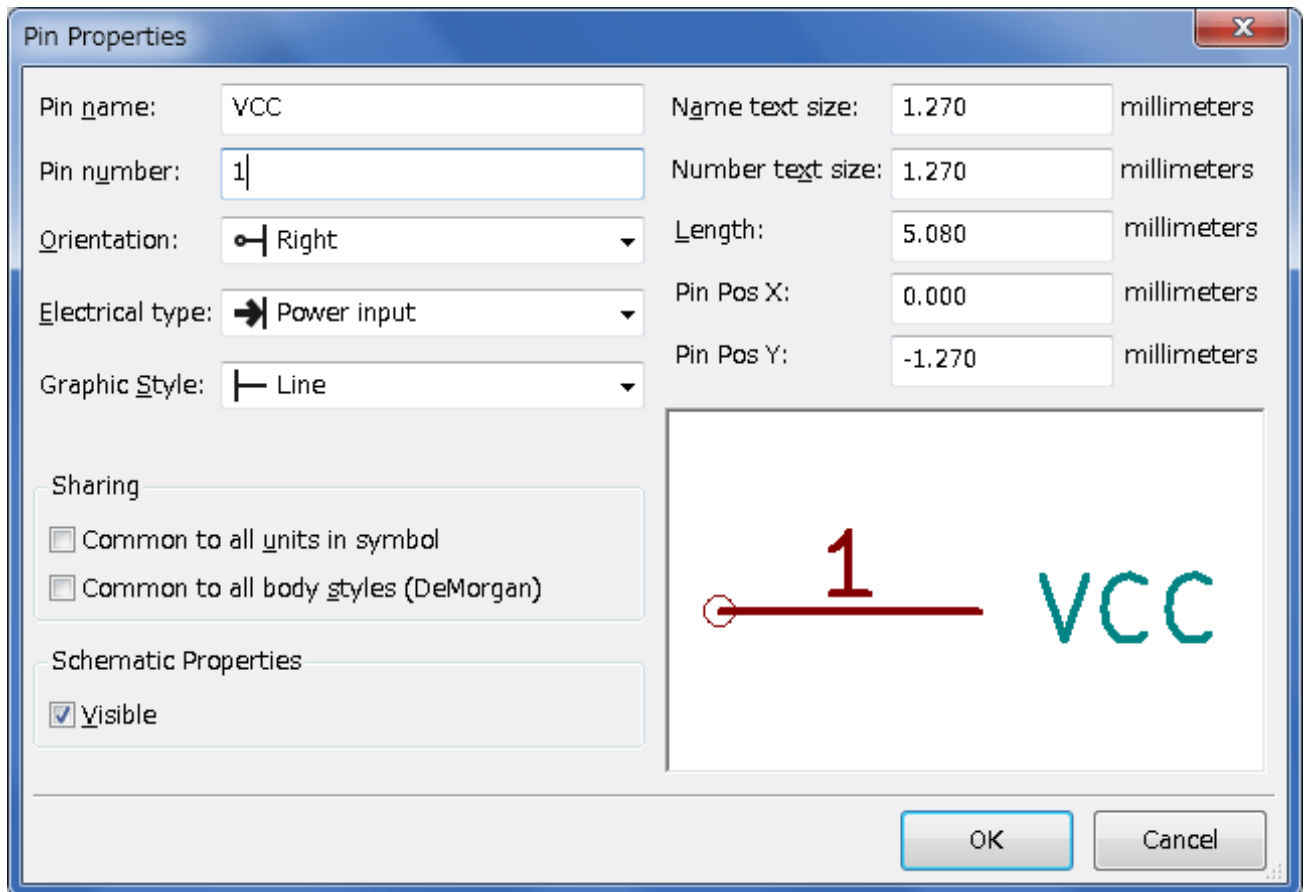 Pin Properties
Pin name: VCC
Pin number: 1
Orientation: Right
Electrical type: Power input
Graphic Style: Line
Sharing
Common to all units in symbol
Common to all body styles (DeMorgan)
Schematic Properties
Visible
Name text size: 1.270 millimeters
Number text size: 1.270 millimeters
Length: 5.080 millimeters
Pin Pos X: 0.000 millimeters
Pin Pos Y: -1.270 millimeters
1
VCC
OK Cancel